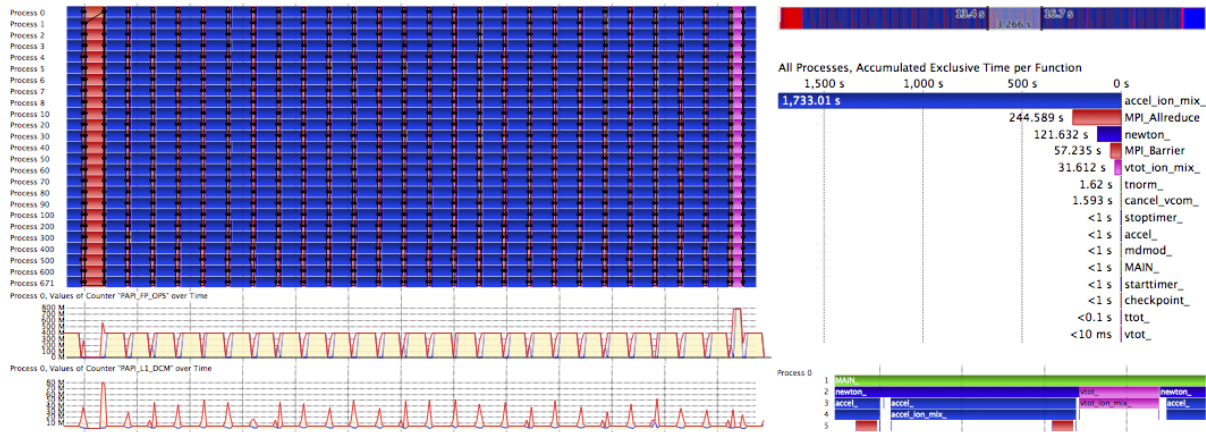 Process 0
Process 1
Process 2
Process 3
Process 4
Process 5
Process 6
Process 7
Process 8
Process 10
Process 20
Process 30
Process 40
Process 50
Process 60
Process 70
Process 80
Process 90
Process 100
Process 200
Process 300
Process 400
Process 500
Process 600
Process 671
Process 0, Values of Counter "PAPI_FP_OPS" over Time
800 M
700 M
600 M
500 M
400 M
300 M
200 M
100 M
0 M
Process 0, Values of Counter "PAPI_L1_DCM" over Time
80 M
70 M
60 M
50 M
40 M
30 M
20 M
10 M
13.4 s 16.7 s
3.266 s
All Processes, Accumulated Exclusive Time per Function
1,500 s 1,000 s 500 s 0 s
1,733.01 s accel_ion_mix_
244.589 s MPI_Allreduce
121.632 s newton_
57.235 s MPI_Barrier
31.612 s vtot_ion_mix_
1.62 s tnorm_
1.593 s cancel_vcom_
<1 s stoptimer_
<1 s accel_
<1 s mdmod_
<1 s MAIN_
<1 s starttimer_
<1 s checkpoint_
<0.1 s ttot_
<10 ms vtot_
Process 0
1 MAIN_
2 newton_ vtot_ newton_
3 accel_ accel_ vtot_ion_mix_ accel_
4 accel_ion_mix_
5